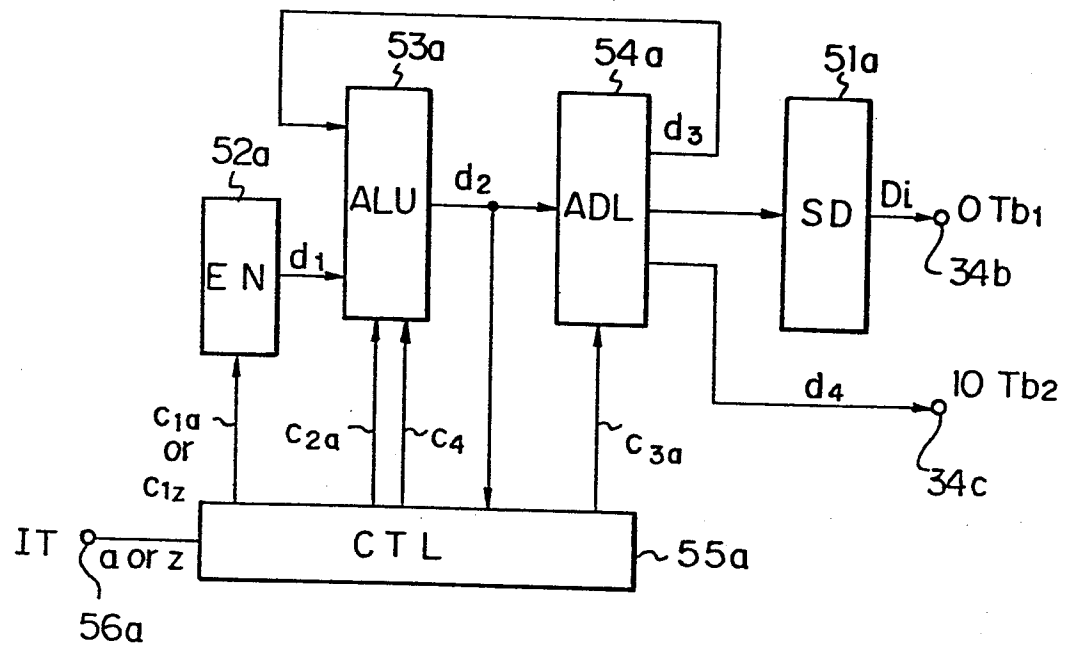 53a
54a
51a
52a
d3
ALU
d2
ADL
SD
Di
0 Tb1
EN
d1
34b
c1a
or
c1z
c2a
c4
c3a
d4
10 Tb2
34c
IT
a or z
CTL
55a
56a